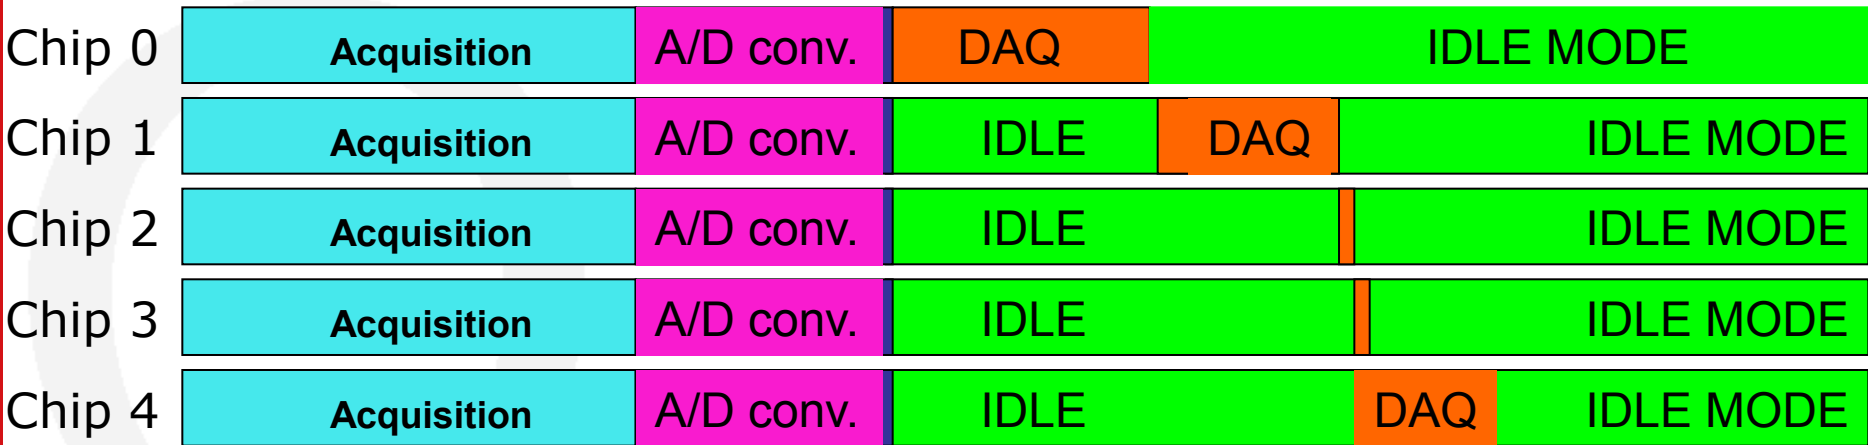 Chip 0 Acquisition A/D conv. DAQ IDLE MODE
Chip 1 Acquisition A/D conv. IDLE DAQ IDLE MODE
Chip 2 Acquisition A/D conv. IDLE IDLE MODE
Chip 3 Acquisition A/D conv. IDLE IDLE MODE
Chip 4 Acquisition A/D conv. IDLE DAQ IDLE MODE